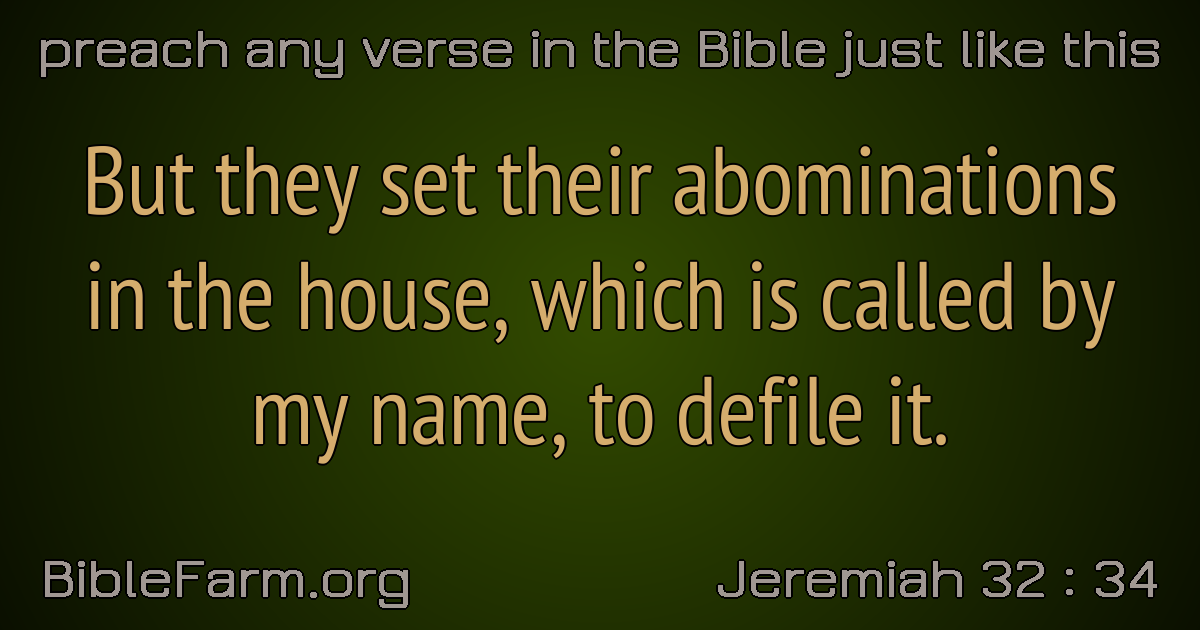 preach any verse in the Bible just like this
But they set their abominations
in the house, which is called by
my name, to defile it.
BibleFarm.org
Jeremiah 32 : 34